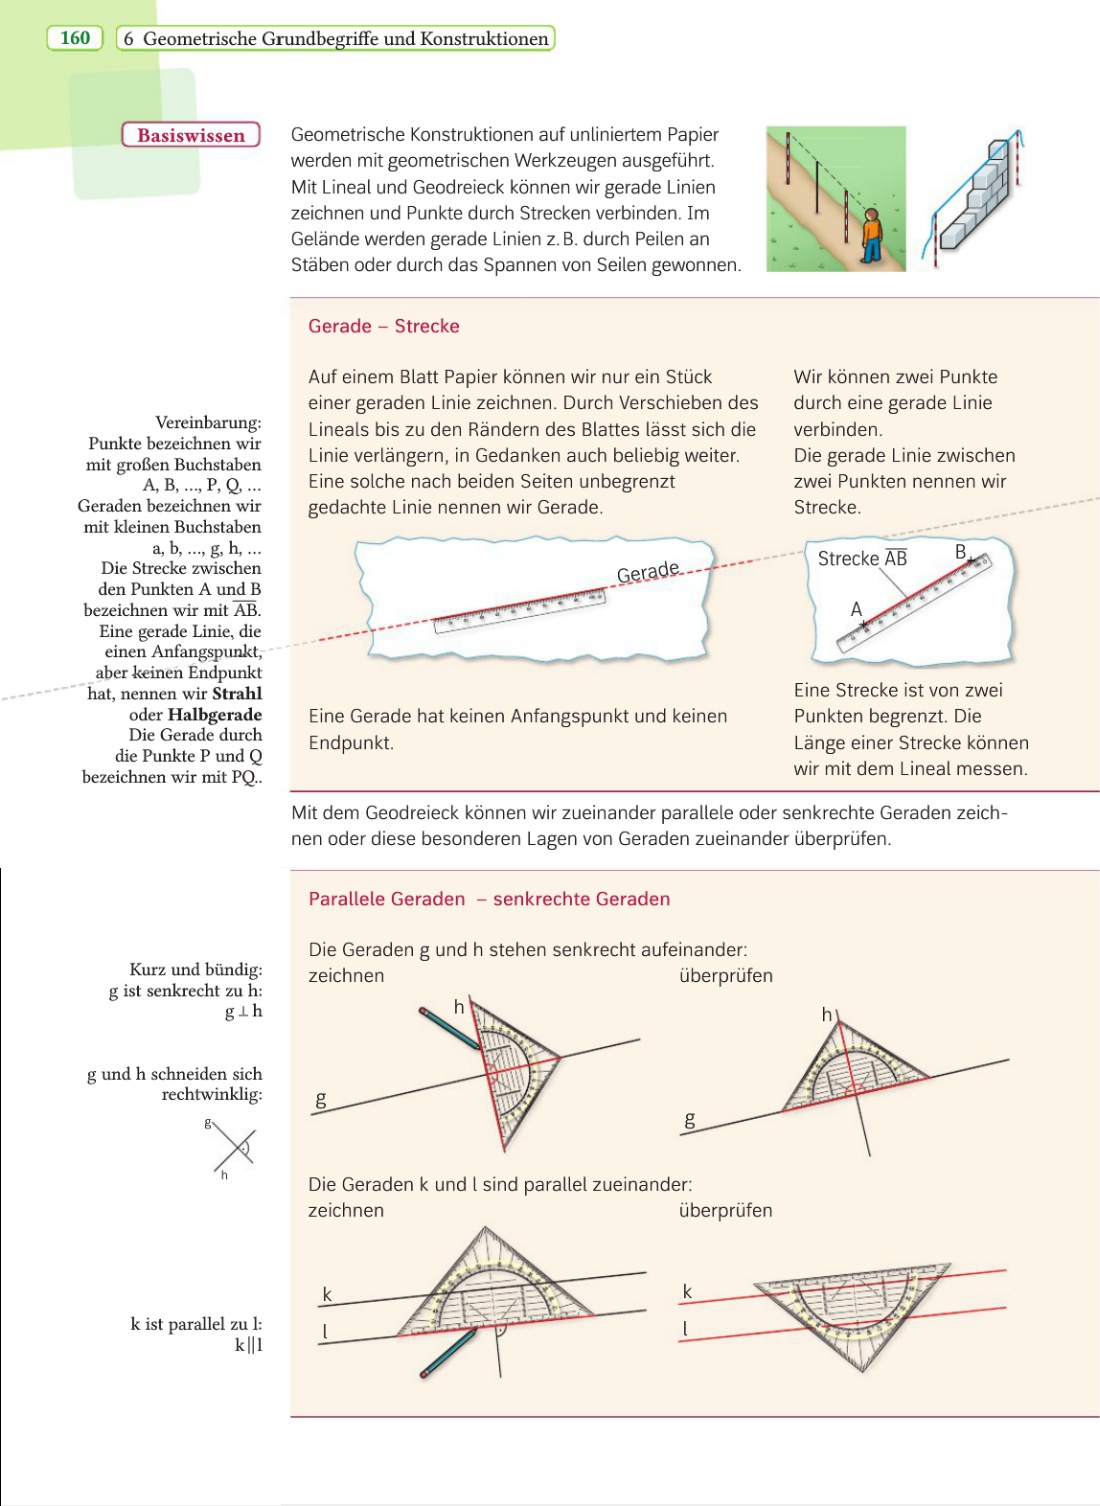 160
6 Geometrische Grundbegriffe und Konstruktionen
Basiswissen
Geometrische Konstruktionen auf unliniertem Papier
werden mit geometrischen Werkzeugen ausgeführt.
Mit Lineal und Geodreieck können wir gerade Linien
zeichnen und Punkte durch Strecken verbinden. Im
Gelände werden gerade Linien z. B. durch Peilen an
Stäben oder durch das Spannen von Seilen gewonnen.
Gerade – Strecke
Auf einem Blatt Papier können wir nur ein Stück
einer geraden Linie zeichnen. Durch Verschieben des
Lineals bis zu den Rändern des Blattes lässt sich die
Linie verlängern, in Gedanken auch beliebig weiter.
Eine solche nach beiden Seiten unbegrenzt
gedachte Linie nennen wir Gerade.
Gerade
Eine Gerade hat keinen Anfangspunkt und keinen
Endpunkt.
Wir können zwei Punkte
durch eine gerade Linie
verbinden.
Die gerade Linie zwischen
zwei Punkten nennen wir
Strecke.
Strecke A̅B̅
B
A
Eine Strecke ist von zwei
Punkten begrenzt. Die
Länge einer Strecke können
wir mit dem Lineal messen.
Vereinbarung:
Punkte bezeichnen wir
mit großen Buchstaben
A, B, ..., P, Q, ...
Geraden bezeichnen wir
mit kleinen Buchstaben
a, b, ..., g, h, ...
Die Strecke zwischen
den Punkten A und B
bezeichnen wir mit A̅B̅.
Eine gerade Linie, die
einen Anfangspunkt,
aber keinen Endpunkt
hat, nennen wir Strahl
oder Halbgerade
Die Gerade durch
die Punkte P und Q
bezeichnen wir mit PQ..
Mit dem Geodreieck können wir zueinander parallele oder senkrechte Geraden zeich-
nen oder diese besonderen Lagen von Geraden zueinander überprüfen.
Parallele Geraden – senkrechte Geraden
Die Geraden g und h stehen senkrecht aufeinander:
zeichnen
überprüfen
h
g
h
g
Kurz und bündig:
g ist senkrecht zu h:
g ⊥ h
g und h schneiden sich
rechtwinklig:
g
h
Die Geraden k und l sind parallel zueinander:
zeichnen
überprüfen
k
l
k
l
k ist parallel zu l:
k || l